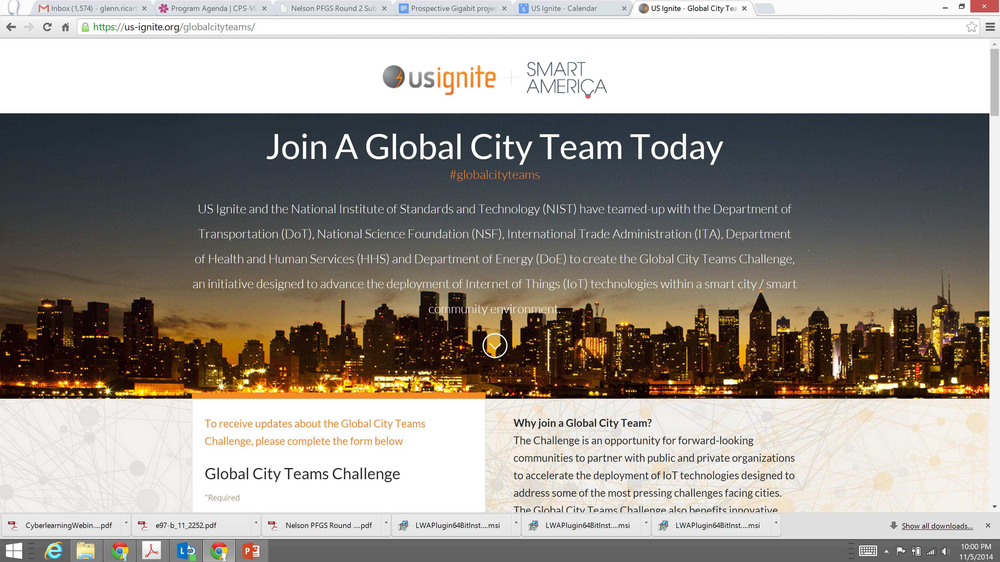 Inbox (1,574) - glenn.ricart
Program Agenda | CPS-VO
Nelson PFGS Round 2 Sub
Prospective Gigabit projec
US Ignite - Calendar
US Ignite - Global City Tea
https://us-ignite.org/globalcityteams/
usignite
SMART
AMERICA
Join A Global City Team Today
#globalcityteams
US Ignite and the National Institute of Standards and Technology (NIST) have teamed-up with the Department of
Transportation (DoT), National Science Foundation (NSF), International Trade Administration (ITA), Department
of Health and Human Services (HHS) and Department of Energy (DoE) to create the Global City Teams Challenge,
an initiative designed to advance the deployment of Internet of Things (IoT) technologies within a smart city / smart
community environment.
To receive updates about the Global City Teams
Challenge, please complete the form below
Global City Teams Challenge
*Required
Why join a Global City Team?
The Challenge is an opportunity for forward-looking
communities to partner with public and private organizations
to accelerate the deployment of IoT technologies designed to
address some of the most pressing challenges facing cities.
The Global City Teams Challenge also benefits innovative
CyberlearningWebin....pdf
e97-b_11_2252.pdf
Nelson PFGS Round ....pdf
LWAPlugin64BitInst....msi
LWAPlugin64BitInst....msi
LWAPlugin64BitInst....msi
Show all downloads...
10:00 PM
11/5/2014